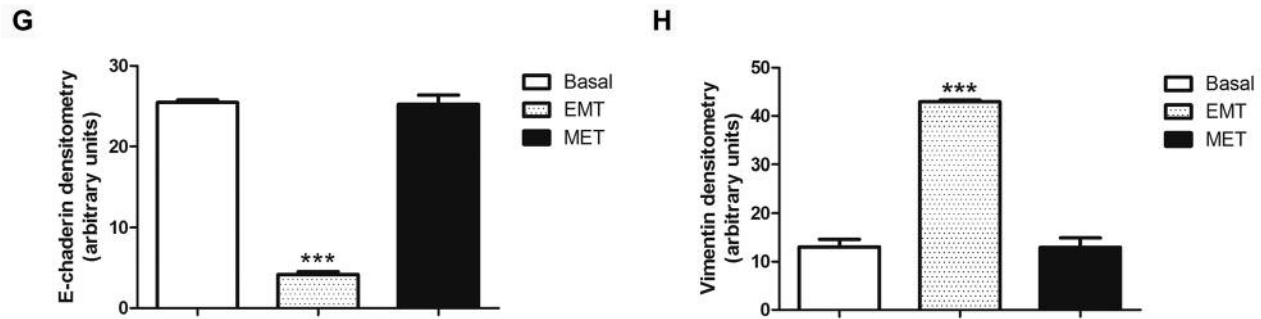 G
E-chaderin densitometry
(arbitrary units)
30
20
10
0
***
Basal
EMT
MET
H
Vimentin densitometry
(arbitrary units)
50
40
30
20
10
0
***
Basal
EMT
MET